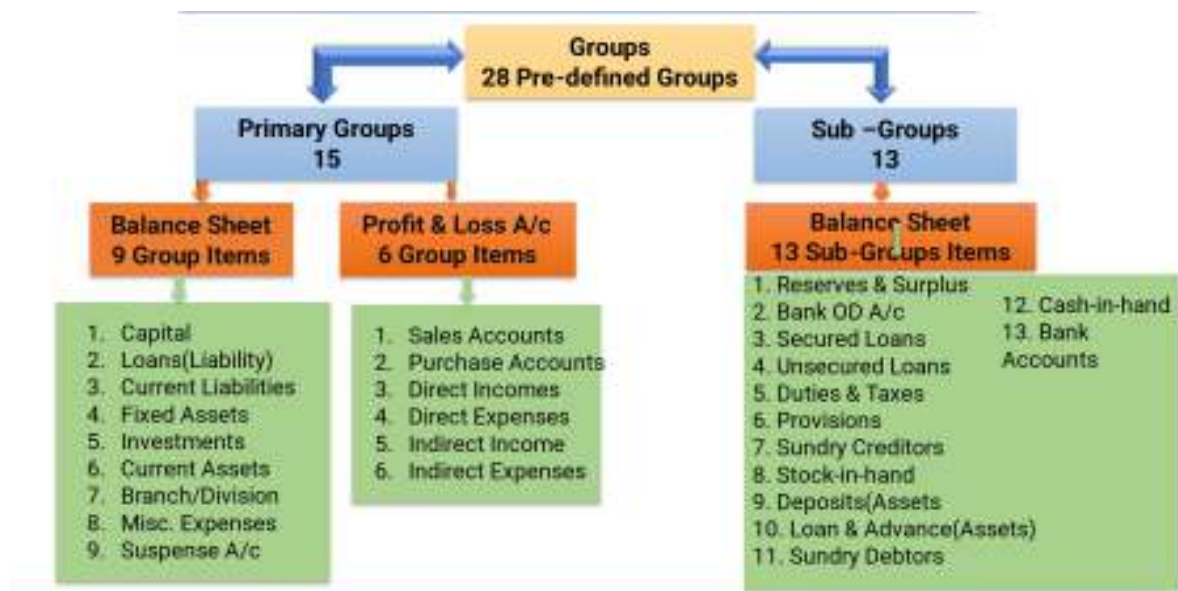 Groups
28 Pre-defined Groups
Primary Groups
15
Sub –Groups
13
Balance Sheet
9 Group Items
Profit & Loss A/c
6 Group Items
Balance Sheet
13 Sub-Groups Items
1. Capital
2. Loans(Liability)
3. Current Liabilities
4. Fixed Assets
5. Investments
6. Current Assets
7. Branch/Division
8. Misc. Expenses
9. Suspense A/c
1. Sales Accounts
2. Purchase Accounts
3. Direct Incomes
4. Direct Expenses
5. Indirect Income
6. Indirect Expenses
1. Reserves & Surplus
2. Bank OD A/c
3. Secured Loans
4. Unsecured Loans
5. Duties & Taxes
6. Provisions
7. Sundry Creditors
8. Stock-in-hand
9. Deposits(Assets
10. Loan & Advance(Assets)
11. Sundry Debtors
12. Cash-in-hand
13. Bank
Accounts